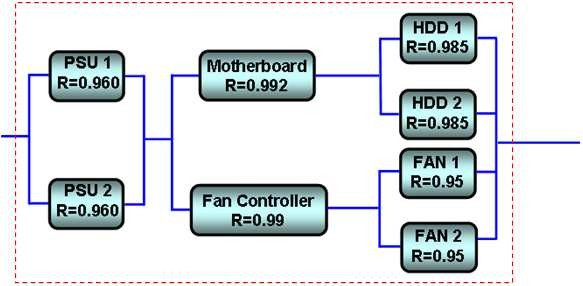 PSU 1
R=0.960
PSU 2
R=0.960
Motherboard
R=0.992
Fan Controller
R=0.99
HDD 1
R=0.985
HDD 2
R=0.985
FAN 1
R=0.95
FAN 2
R=0.95